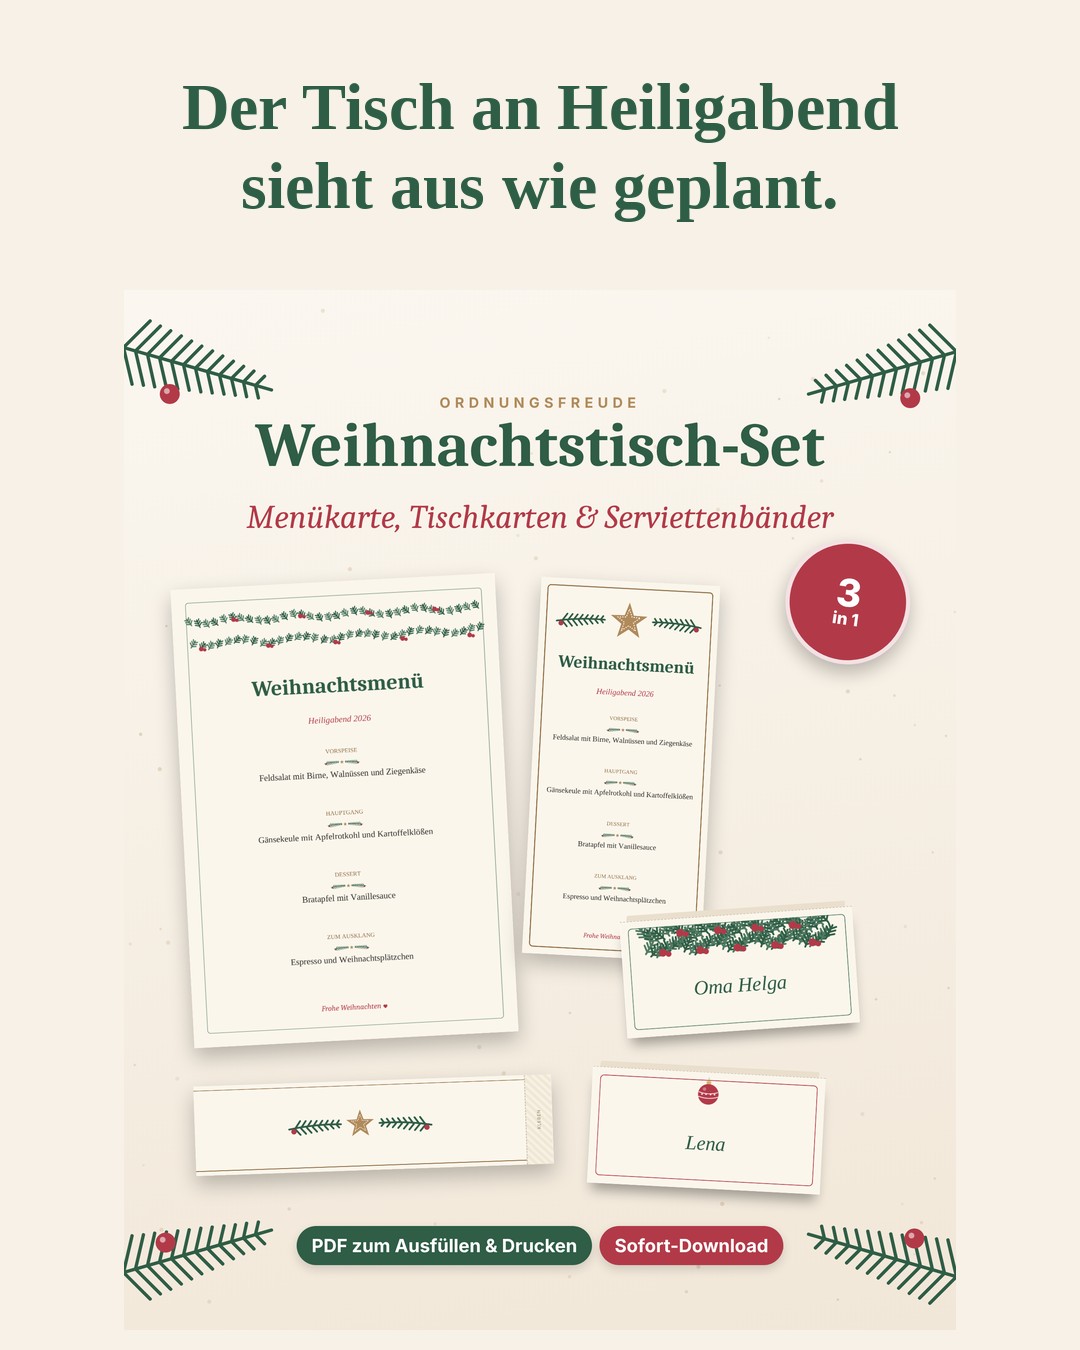 Der Tisch an Heiligabend
sieht aus wie geplant.
ORDNUNGSFREUDE
Weihnachtstisch-Set
Menükarte, Tischkarten & Serviettenbänder
3
in 1
Weihnachtsmenü
Heiligabend 2026
VORSPEISE
Feldsalat mit Birne, Walnüssen und Ziegenkäse
HAUPTGANG
Gänsekeule mit Apfelrotkohl und Kartoffelklößen
DESSERT
Bratapfel mit Vanillesauce
ZUM AUSKLANG
Espresso und Weihnachtsplätzchen
Frohe Weihnachten ♥
Weihnachtsmenü
Heiligabend 2026
VORSPEISE
Feldsalat mit Birne, Walnüssen und Ziegenkäse
HAUPTGANG
Gänsekeule mit Apfelrotkohl und Kartoffelklößen
DESSERT
Bratapfel mit Vanillesauce
ZUM AUSKLANG
Espresso und Weihnachtsplätzchen
Frohe
Oma Helga
KLEBEN
Lena
PDF zum Ausfüllen & Drucken
Sofort-Download